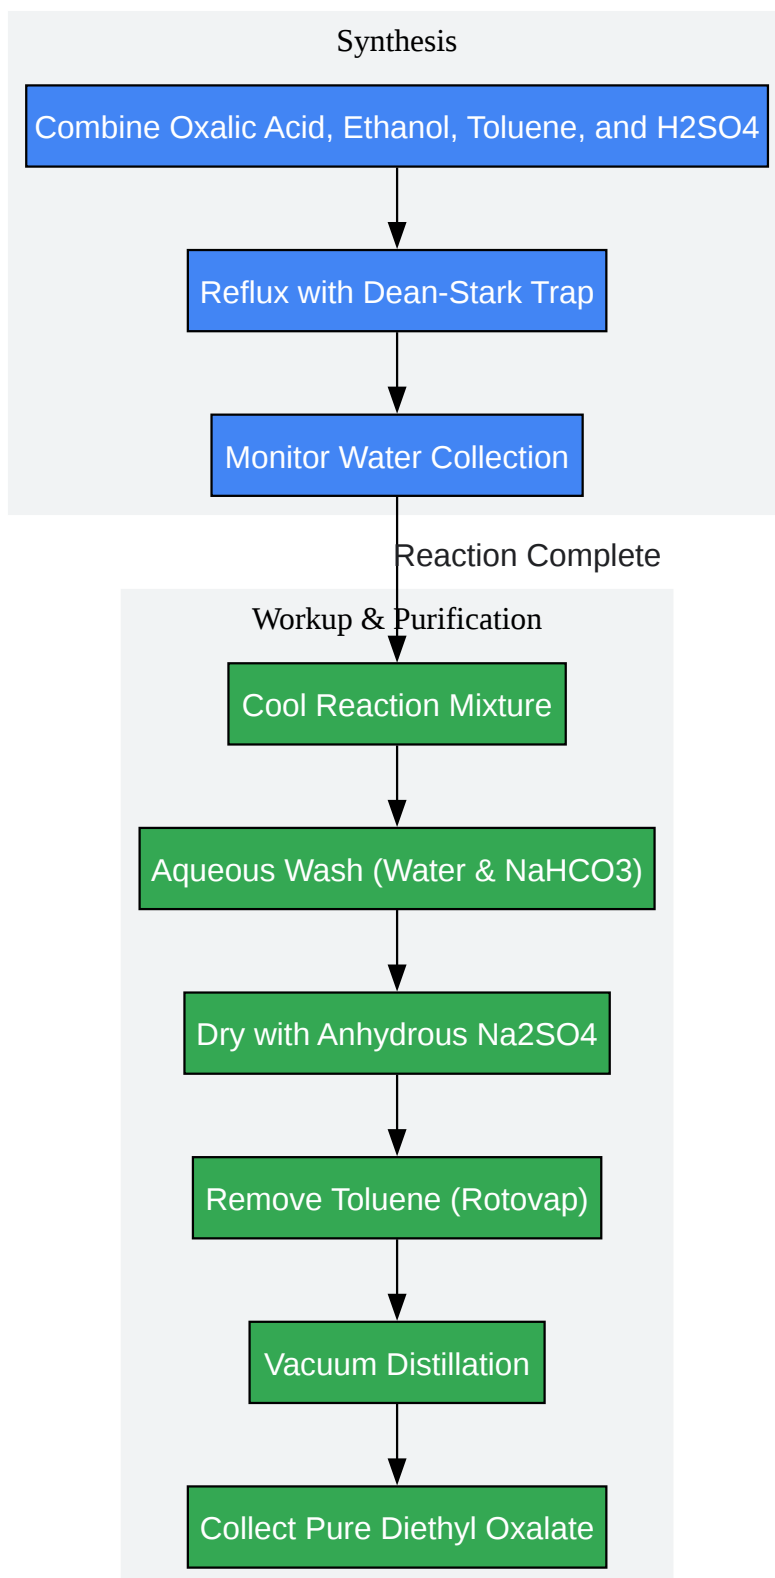 Synthesis
Combine Oxalic Acid, Ethanol, Toluene, and H2SO4
Reflux with Dean-Stark Trap
Monitor Water Collection
Reaction Complete
Workup & Purification
Cool Reaction Mixture
Aqueous Wash (Water & NaHCO3)
Dry with Anhydrous Na2SO4
Remove Toluene (Rotovap)
Vacuum Distillation
Collect Pure Diethyl Oxalate